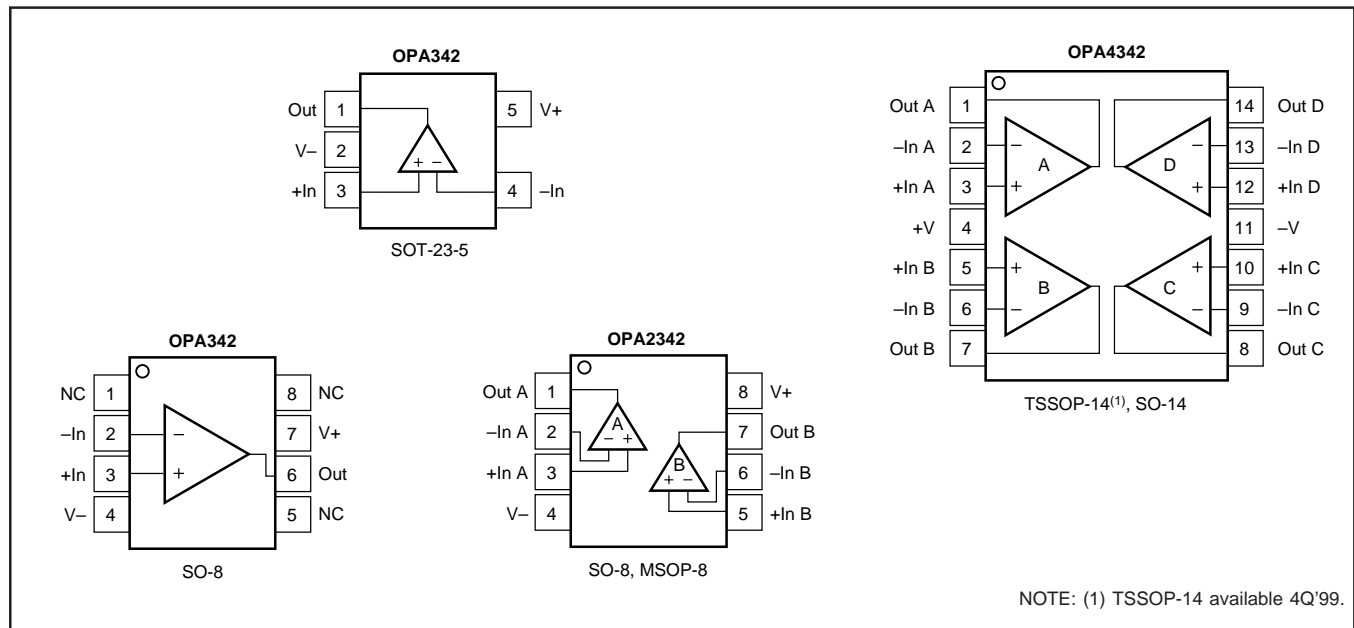 OPA342
Out 1
V– 2
+In 3
5 V+
4 –In
+ –
SOT-23-5
OPA4342
Out A 1
–In A 2
+In A 3
+V 4
+In B 5
–In B 6
Out B 7
14 Out D
13 –In D
12 +In D
11 –V
10 +In C
9 –In C
8 Out C
– A +
– D +
+ B –
+ C –
TSSOP-14(1), SO-14
OPA342
NC 1
–In 2
+In 3
V– 4
8 NC
7 V+
6 Out
5 NC
–
+
SO-8
OPA2342
Out A 1
–In A 2
+In A 3
V– 4
8 V+
7 Out B
6 –In B
5 +In B
A
– +
B
+ –
SO-8, MSOP-8
NOTE: (1) TSSOP-14 available 4Q'99.